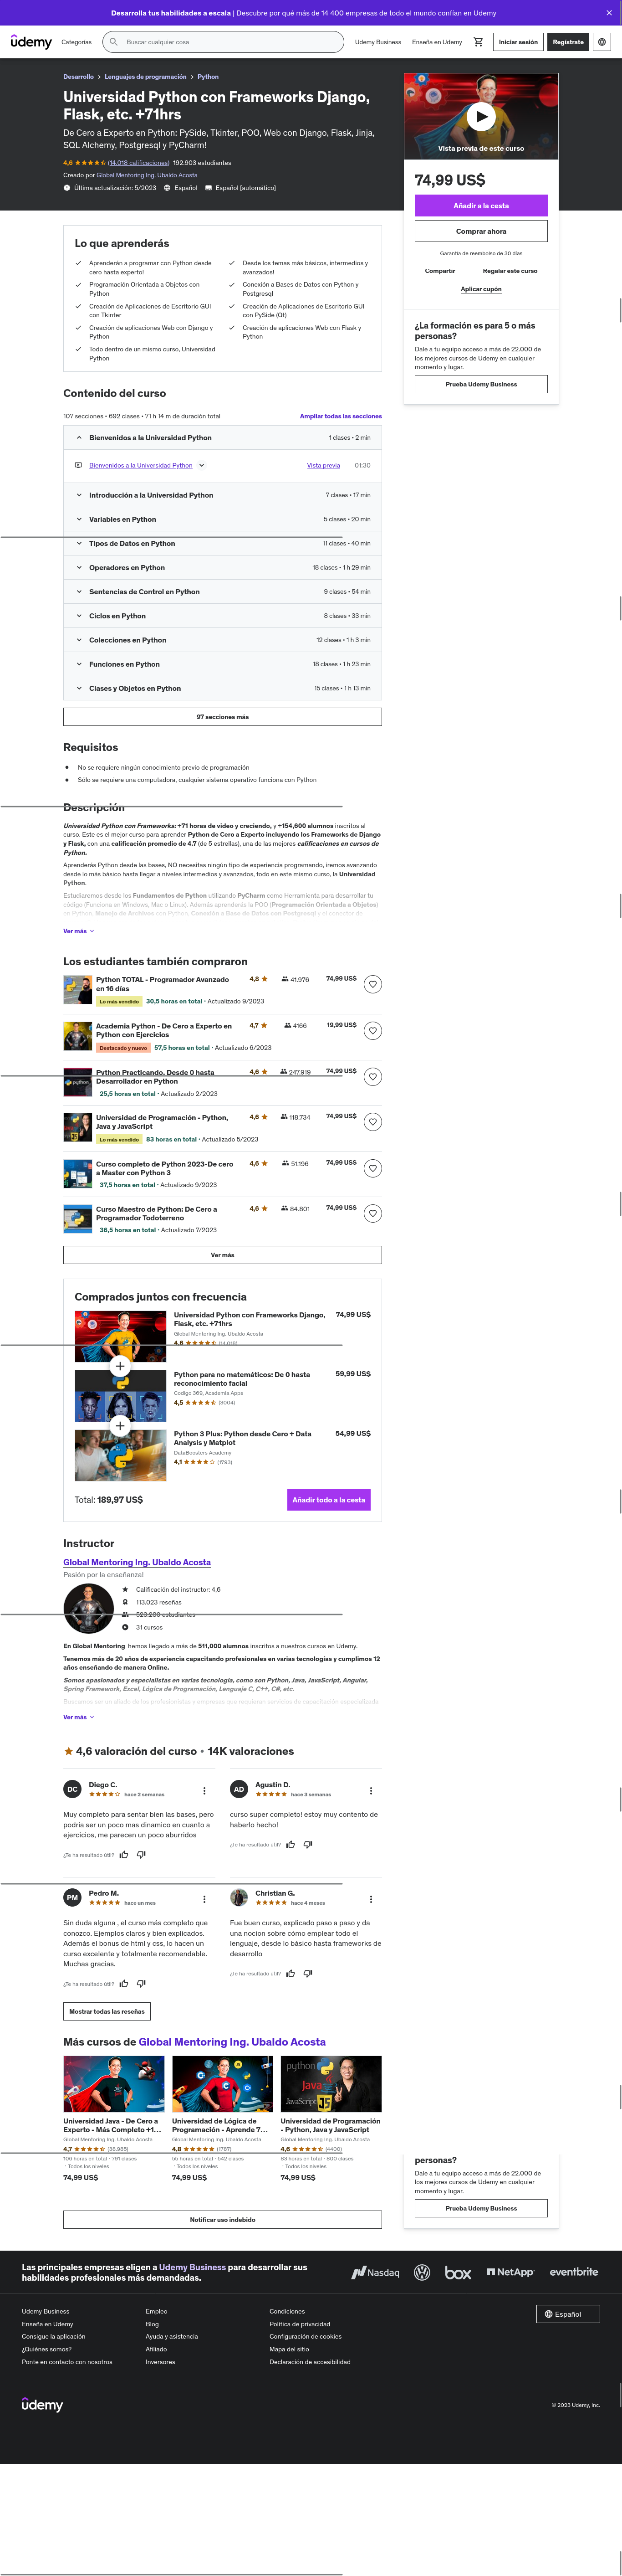 Desarrolla tus habilidades a escala | Descubre por qué más de 14 400 empresas de todo el mundo confían en Udemy
udemy
Categorías
Buscar cualquier cosa
Udemy Business
Enseña en Udemy
Iniciar sesión
Regístrate
Desarrollo > Lenguajes de programación > Python
Universidad Python con Frameworks Django,
Flask, etc. +71hrs
De Cero a Experto en Python: PySide, Tkinter, POO, Web con Django, Flask, Jinja,
SQL Alchemy, Postgresql y PyCharm!
4,6 (14.018 calificaciones) 192.903 estudiantes
Creado por Global Mentoring Ing. Ubaldo Acosta
Última actualización: 5/2023 Español Español [automático]
Vista previa de este curso
74,99 US$
Añadir a la cesta
Comprar ahora
Garantía de reembolso de 30 días
Compartir
Regalar este curso
Aplicar cupón
¿La formación es para 5 o más
personas?
Dale a tu equipo acceso a más de 22.000 de
los mejores cursos de Udemy en cualquier
momento y lugar.
Prueba Udemy Business
Lo que aprenderás
Aprenderán a programar con Python desde
cero hasta experto!
Desde los temas más básicos, intermedios y
avanzados!
Programación Orientada a Objetos con
Python
Conexión a Bases de Datos con Python y
Postgresql
Creación de Aplicaciones de Escritorio GUI
con Tkinter
Creación de Aplicaciones de Escritorio GUI
con PySide (Qt)
Creación de aplicaciones Web con Django y
Python
Creación de aplicaciones Web con Flask y
Python
Todo dentro de un mismo curso, Universidad
Python
Contenido del curso
107 secciones • 692 clases • 71 h 14 m de duración total
Ampliar todas las secciones
Bienvenidos a la Universidad Python 1 clases • 2 min
Bienvenidos a la Universidad Python Vista previa 01:30
Introducción a la Universidad Python 7 clases • 17 min
Variables en Python 5 clases • 20 min
Tipos de Datos en Python 11 clases • 40 min
Operadores en Python 18 clases • 1 h 29 min
Sentencias de Control en Python 9 clases • 54 min
Ciclos en Python 8 clases • 33 min
Colecciones en Python 12 clases • 1 h 3 min
Funciones en Python 18 clases • 1 h 23 min
Clases y Objetos en Python 15 clases • 1 h 13 min
97 secciones más
Requisitos
No se requiere ningún conocimiento previo de programación
Sólo se requiere una computadora, cualquier sistema operativo funciona con Python
Descripción
Universidad Python con Frameworks: +71 horas de video y creciendo, y +154,600 alumnos inscritos al
curso. Este es el mejor curso para aprender Python de Cero a Experto incluyendo los Frameworks de Django
y Flask, con una calificación promedio de 4.7 (de 5 estrellas), una de las mejores calificaciones en cursos de
Python.
Aprenderás Python desde las bases, NO necesitas ningún tipo de experiencia programando, iremos avanzando
desde lo más básico hasta llegar a niveles intermedios y avanzados, todo en este mismo curso, la Universidad
Python.
Estudiaremos desde los Fundamentos de Python utilizando PyCharm como Herramienta para desarrollar tu
código (Funciona en Windows, Mac o Linux). Además aprenderás la POO (Programación Orientada a Objetos)
en Python, Manejo de Archivos con Python, Conexión a Base de Datos con Postgresql y el conector de
Ver más
Los estudiantes también compraron
Python TOTAL - Programador Avanzado
en 16 días
4,8 41.976 74,99 US$
Lo más vendido 30,5 horas en total • Actualizado 9/2023
Academia Python - De Cero a Experto en
Python con Ejercicios
4,7 4166 19,99 US$
Destacado y nuevo 57,5 horas en total • Actualizado 6/2023
Python Practicando. Desde 0 hasta
Desarrollador en Python
4,6 247.919 74,99 US$
25,5 horas en total • Actualizado 2/2023
Universidad de Programación - Python,
Java y JavaScript
4,6 118.734 74,99 US$
Lo más vendido 83 horas en total • Actualizado 5/2023
Curso completo de Python 2023-De cero
a Master con Python 3
4,6 51.196 74,99 US$
37,5 horas en total • Actualizado 9/2023
Curso Maestro de Python: De Cero a
Programador Todoterreno
4,6 84.801 74,99 US$
36,5 horas en total • Actualizado 7/2023
Ver más
Comprados juntos con frecuencia
Universidad Python con Frameworks Django,
Flask, etc. +71hrs
74,99 US$
Global Mentoring Ing. Ubaldo Acosta
4,6 (14.018)
Python para no matemáticos: De 0 hasta
reconocimiento facial
59,99 US$
Codigo 369, Academia Apps
4,5 (3004)
Python 3 Plus: Python desde Cero + Data
Analysis y Matplot
54,99 US$
DataBoosters Academy
4,1 (1793)
Total: 189,97 US$
Añadir todo a la cesta
Instructor
Global Mentoring Ing. Ubaldo Acosta
Pasión por la enseñanza!
Calificación del instructor: 4,6
113.023 reseñas
523.200 estudiantes
31 cursos
En Global Mentoring hemos llegado a más de 511,000 alumnos inscritos a nuestros cursos en Udemy.
Tenemos más de 20 años de experiencia capacitando profesionales en varias tecnologías y cumplimos 12
años enseñando de manera Online.
Somos apasionados y especialistas en varias tecnología, como son Python, Java, JavaScript, Angular,
Spring Framework, Excel, Lógica de Programación, Lenguaje C, C++, C#, etc.
Ver más
4,6 valoración del curso • 14K valoraciones
DC
Diego C.
hace 2 semanas
Muy completo para sentar bien las bases, pero
podria ser un poco mas dinamico en cuanto a
ejercicios, me parecen un poco aburridos
¿Te ha resultado útil?
AD
Agustin D.
hace 3 semanas
curso super completo! estoy muy contento de
haberlo hecho!
¿Te ha resultado útil?
PM
Pedro M.
hace un mes
Sin duda alguna , el curso más completo que
conozco. Ejemplos claros y bien explicados.
Además el bonus de html y css, lo hacen un
curso excelente y totalmente recomendable.
Muchas gracias.
¿Te ha resultado útil?
Christian G.
hace 4 meses
Fue buen curso, explicado paso a paso y da
una nocion sobre cómo emplear todo el
lenguaje, desde lo básico hasta frameworks de
desarrollo
¿Te ha resultado útil?
Mostrar todas las reseñas
Más cursos de Global Mentoring Ing. Ubaldo Acosta
Universidad Java - De Cero a
Experto - Más Completo +1...
Global Mentoring Ing. Ubaldo Acosta
4,7 (38.985)
106 horas en total · 791 clases
· Todos los niveles
74,99 US$
Universidad de Lógica de
Programación - Aprende 7...
Global Mentoring Ing. Ubaldo Acosta
4,8 (1787)
55 horas en total · 542 clases
· Todos los niveles
74,99 US$
python
Java
JavaScript
Universidad de Programación
- Python, Java y JavaScript
Global Mentoring Ing. Ubaldo Acosta
4,6 (4400)
83 horas en total · 800 clases
· Todos los niveles
74,99 US$
personas?
Dale a tu equipo acceso a más de 22.000 de
los mejores cursos de Udemy en cualquier
momento y lugar.
Prueba Udemy Business
Notificar uso indebido
Las principales empresas eligen a Udemy Business para desarrollar sus
habilidades profesionales más demandadas.
Nasdaq
box
NetApp
eventbrite
Udemy Business
Enseña en Udemy
Consigue la aplicación
¿Quiénes somos?
Ponte en contacto con nosotros
Empleo
Blog
Ayuda y asistencia
Afiliado
Inversores
Condiciones
Política de privacidad
Configuración de cookies
Mapa del sitio
Declaración de accesibilidad
Español
udemy
© 2023 Udemy, Inc.